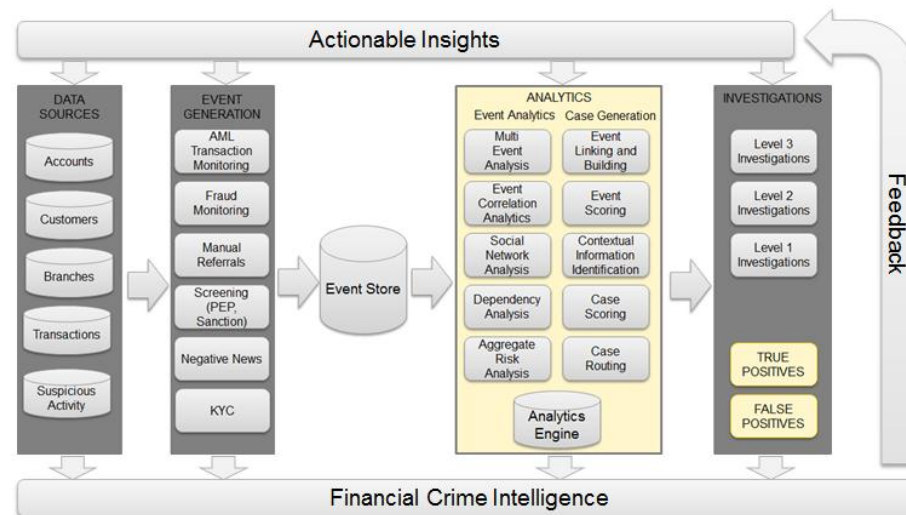 Actionable Insights
DATA
SOURCES
Accounts
Customers
Branches
Transactions
Suspicious
Activity
EVENT
GENERATION
AML
Transaction
Monitoring
Fraud
Monitoring
Manual
Referrals
Screening
(PEP,
Sanction)
Negative News
KYC
Event Store
ANALYTICS
Event Analytics
Case Generation
Multi
Event
Analysis
Event
Linking and
Building
Event
Correlation
Analytics
Event
Scoring
Social
Network
Analysis
Contextual
Information
Identification
Dependency
Analysis
Case
Scoring
Aggregate
Risk
Analysis
Case
Routing
Analytics
Engine
INVESTIGATIONS
Level 3
Investigations
Level 2
Investigations
Level 1
Investigations
TRUE
POSITIVES
FALSE
POSITIVES
Feedback
Financial Crime Intelligence